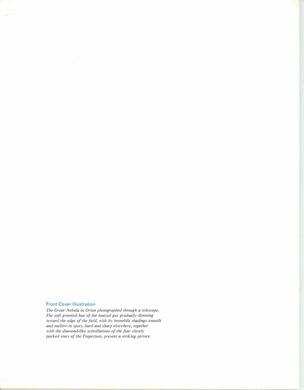 Front Cover Illustration
The Great Nebula in Orion photographed through a telescope.
The soft greenish hue of the ionized gas gradually dimming
toward the edge of the field, with its immobile shadings smooth
and mellow in spots, hard and sharp elsewhere, together
with the diamond-like scintillations of the four closely
packed stars of the Trapezium, present a striking picture.